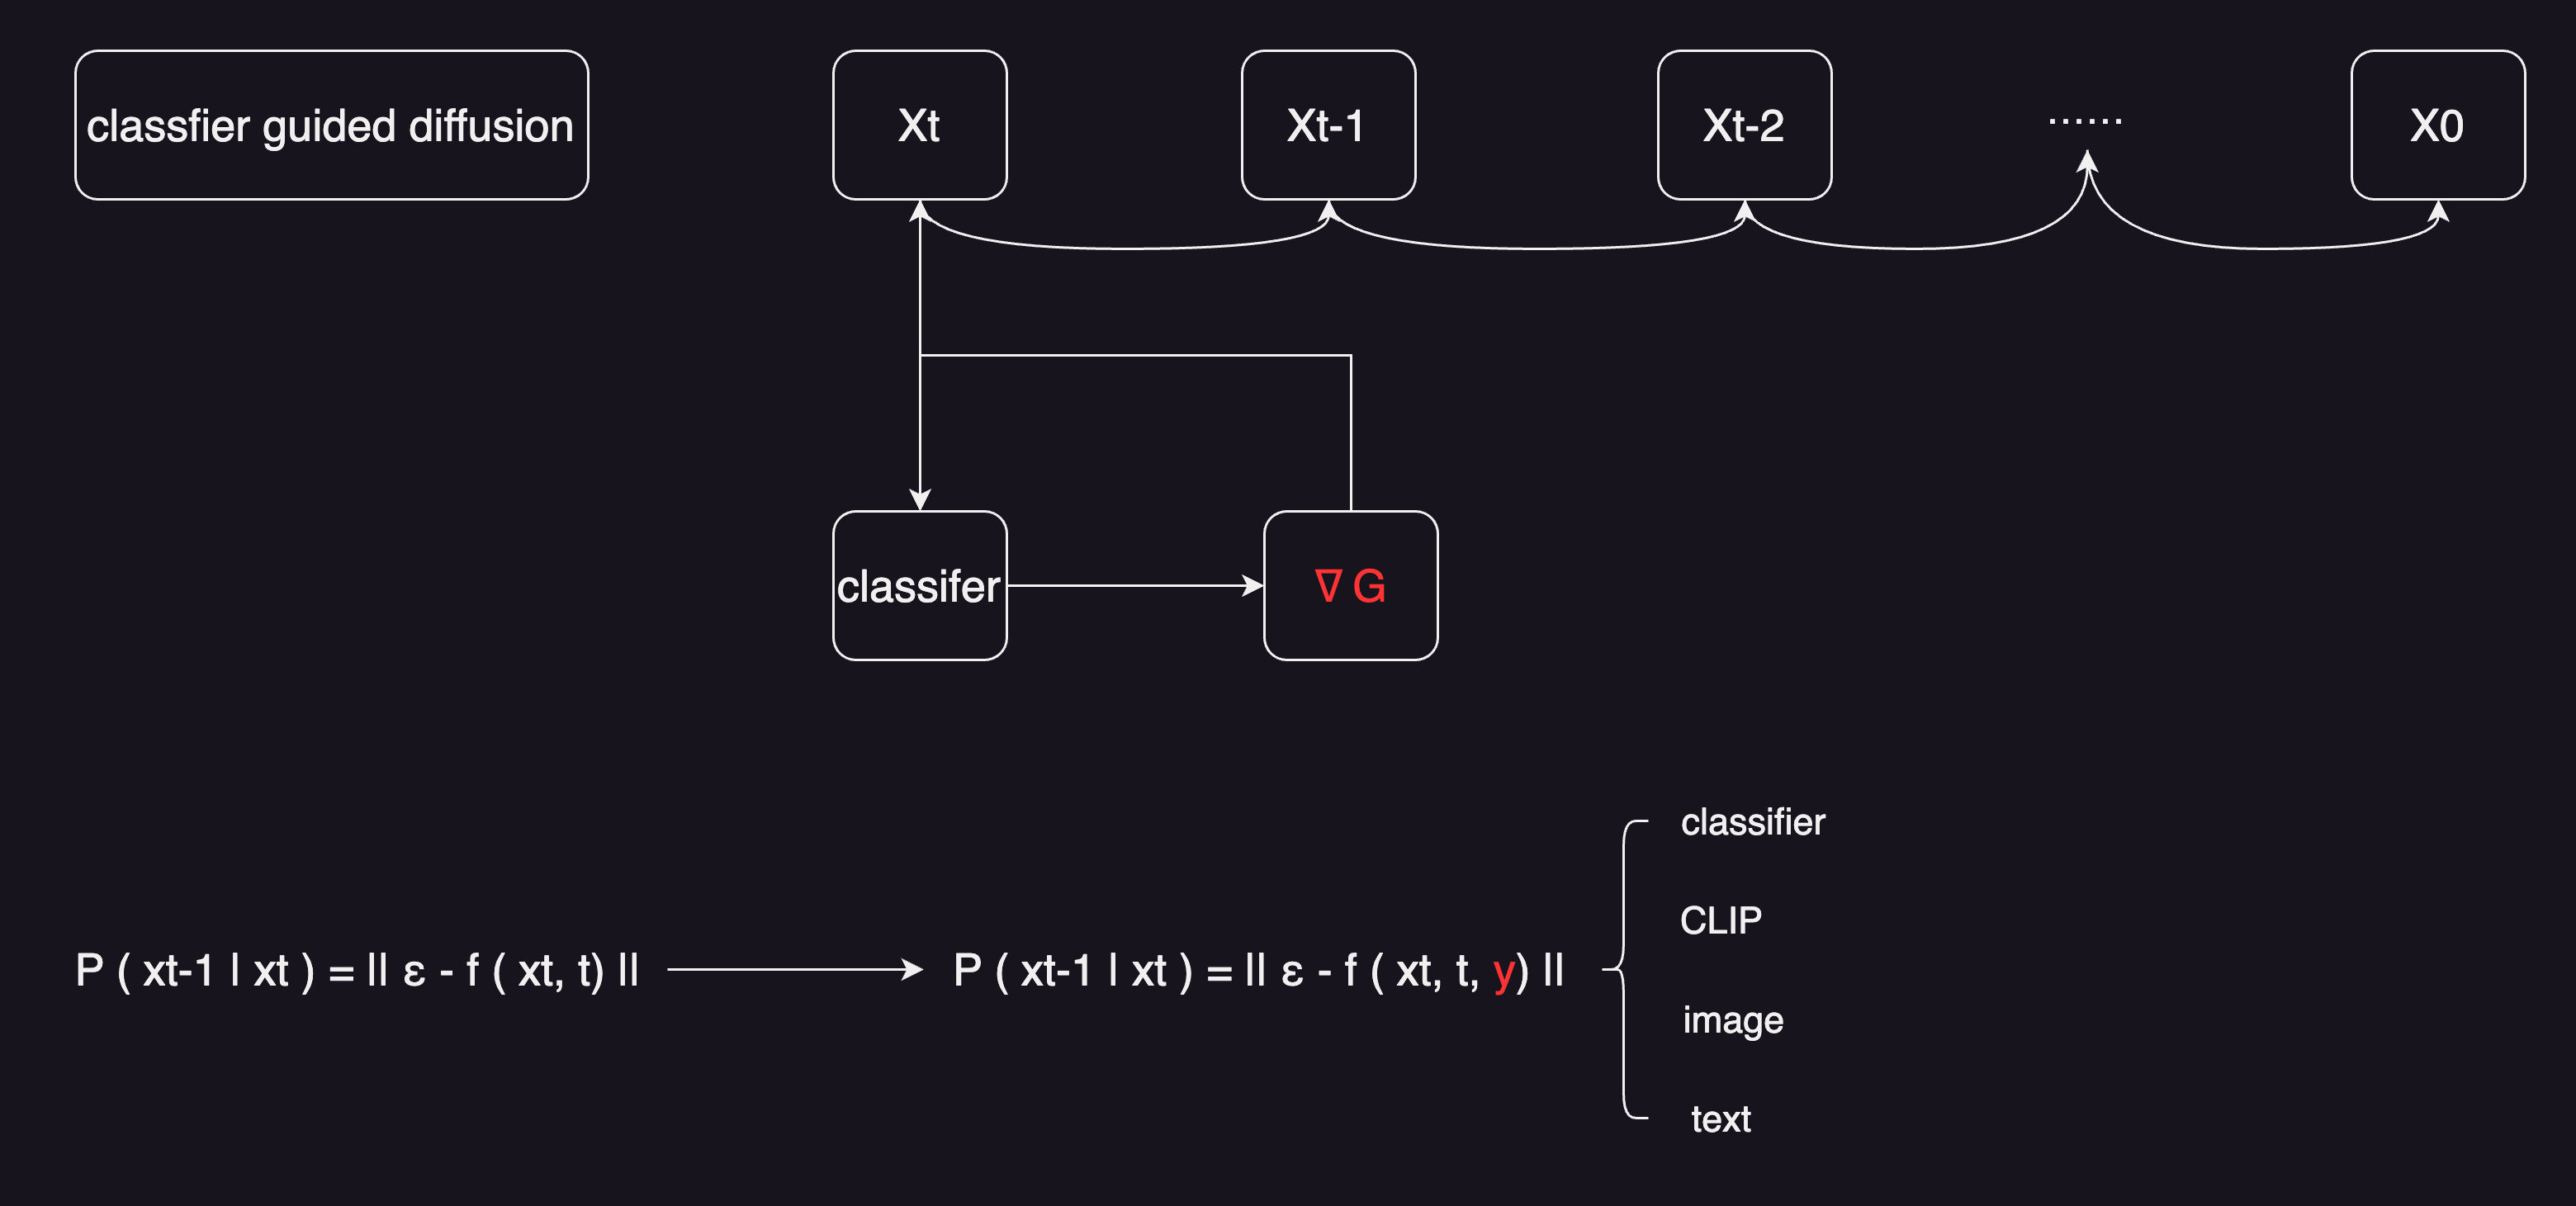 classfier guided diffusion
Xt
Xt-1
Xt-2
......
X0
classifer
∇ G
P ( xt-1 | xt ) = || ε - f ( xt, t) ||
P ( xt-1 | xt ) = || ε - f ( xt, t, y) ||
classifier
CLIP
image
text